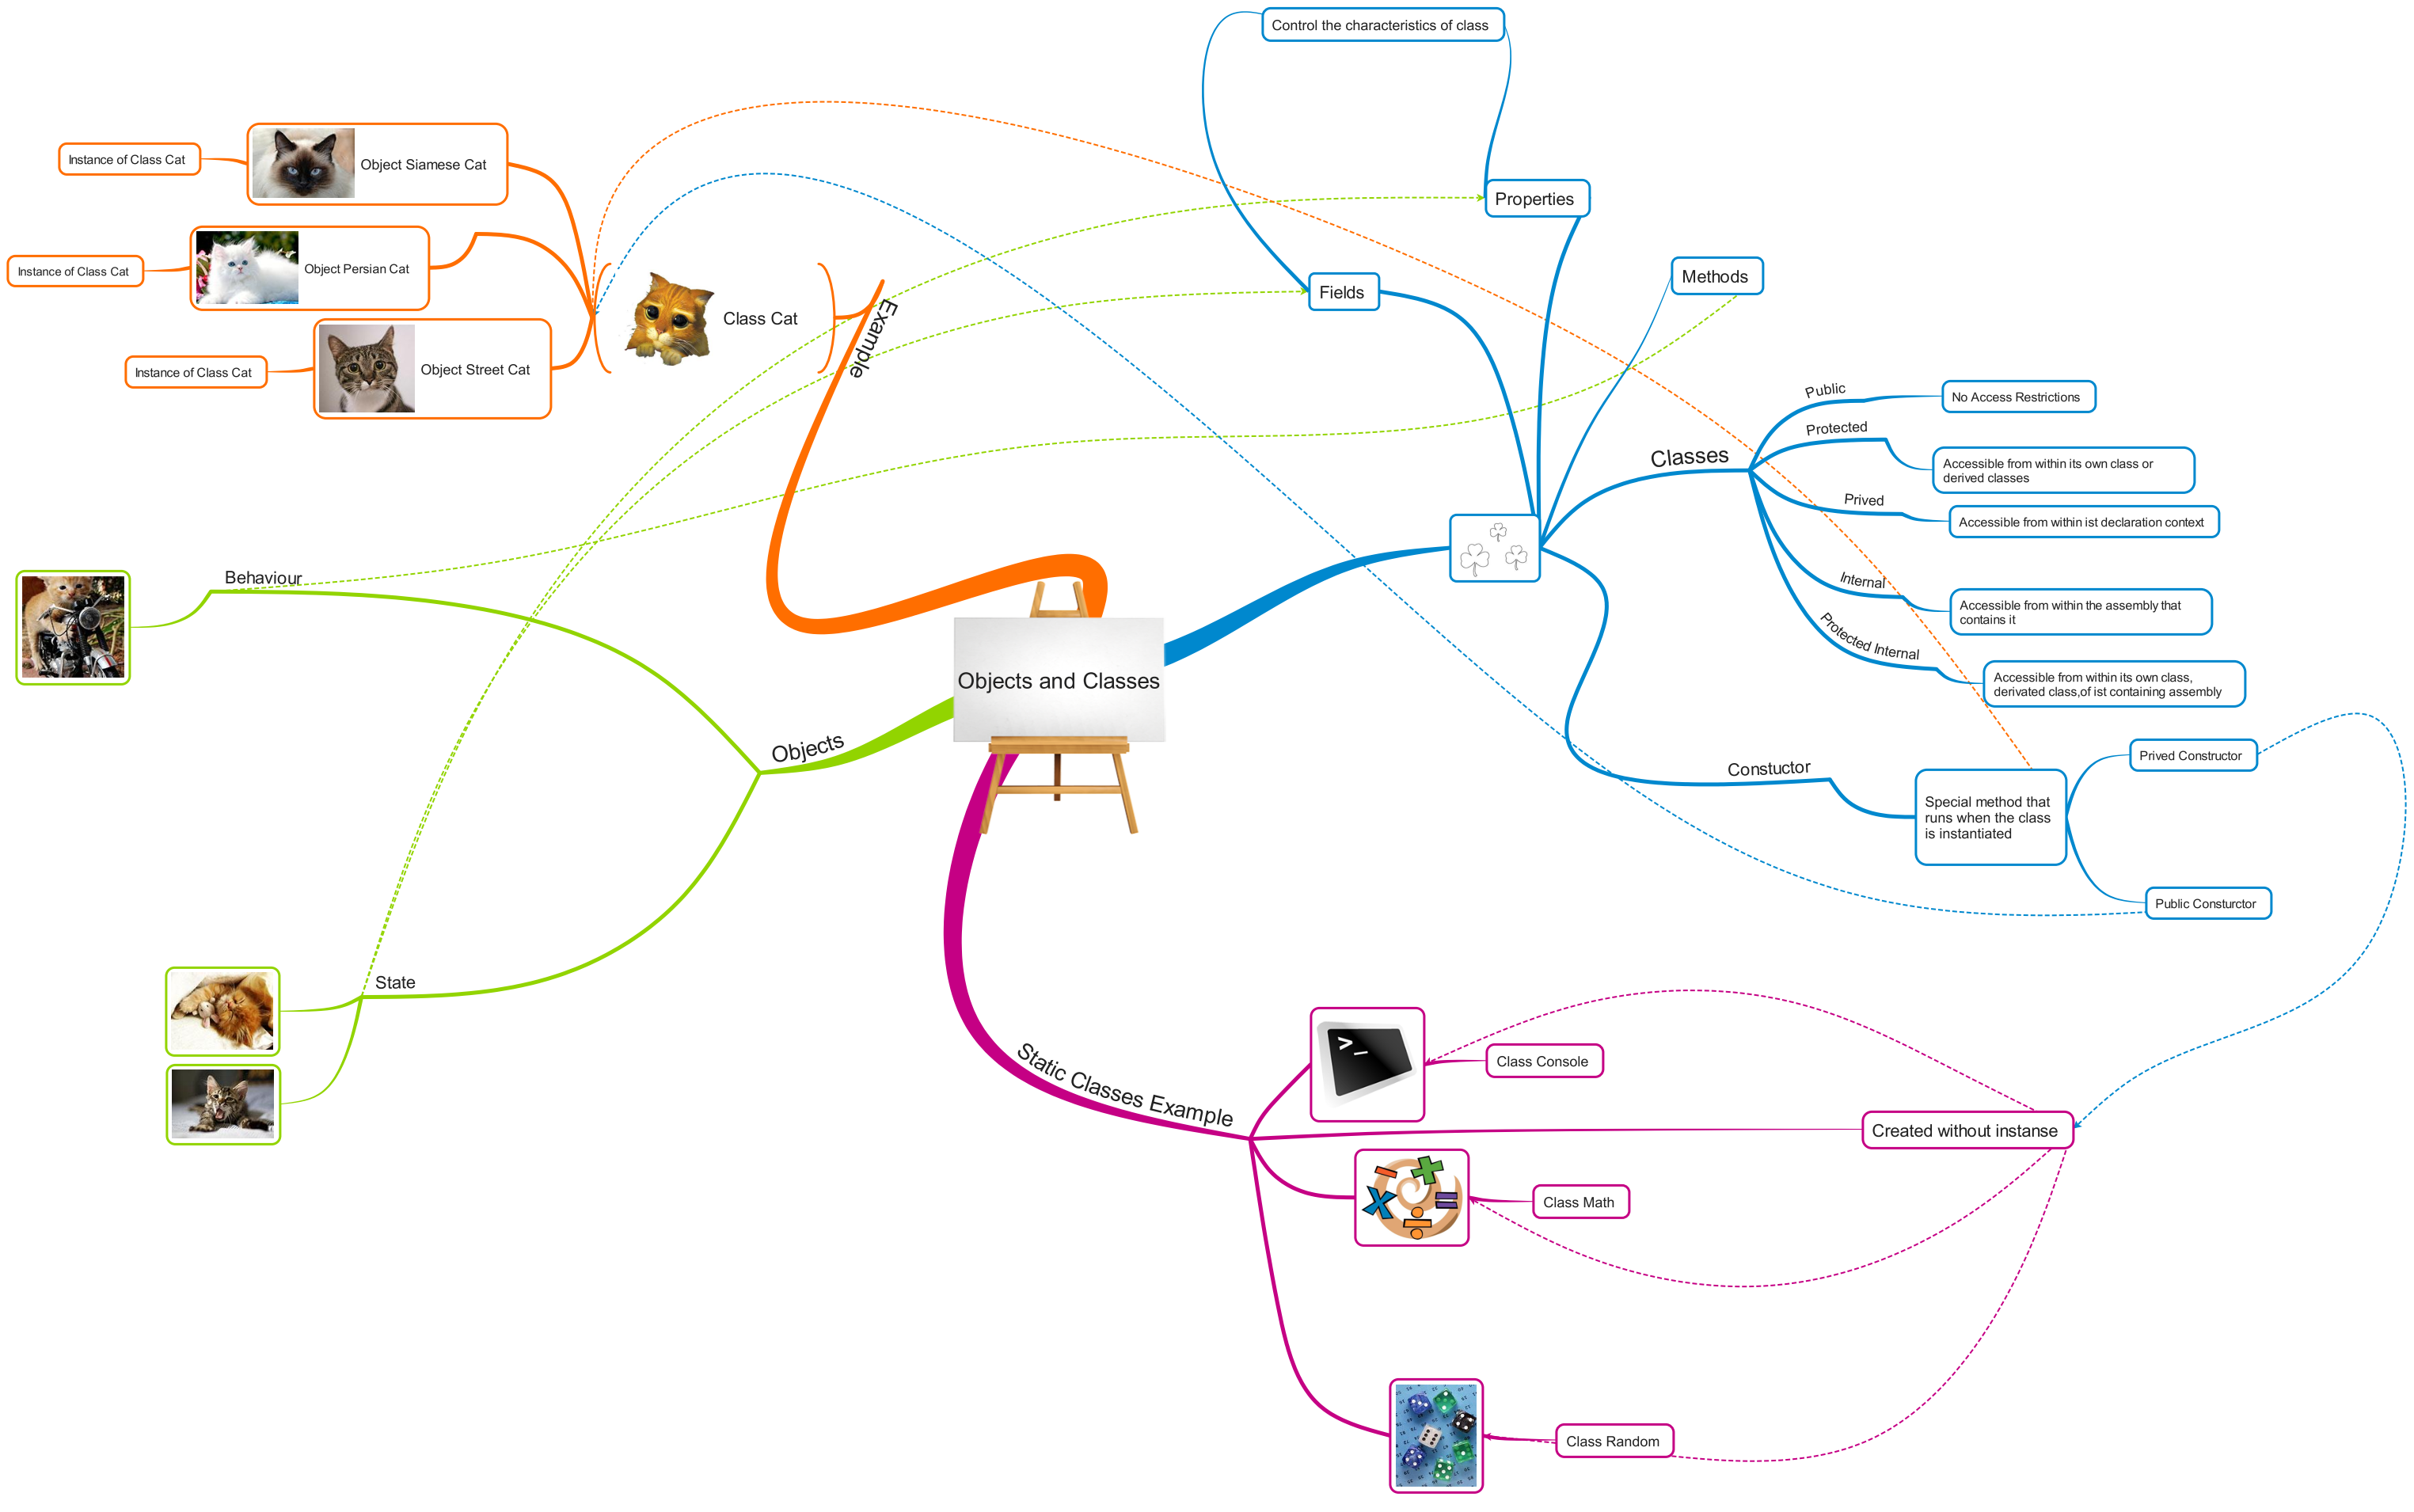 Control the characteristics of class
Instance of Class Cat
Object Siamese Cat
Properties
Instance of Class Cat
Object Persian Cat
Methods
Fields
Class Cat
Example
Instance of Class Cat
Object Street Cat
Public
No Access Restrictions
Protected
Classes
Accessible from within its own class or
derived classes
Prived
Accessible from within ist declaration context
Behaviour
Internal
Accessible from within the assembly that
contains it
Protected Internal
Accessible from within its own class,
derivated class,of ist containing assembly
Objects and Classes
Objects
Constuctor
Prived Constructor
Special method that
runs when the class
is instantiated
Public Consturctor
State
>_
Class Console
Static Classes Example
Created without instanse
Class Math
Class Random